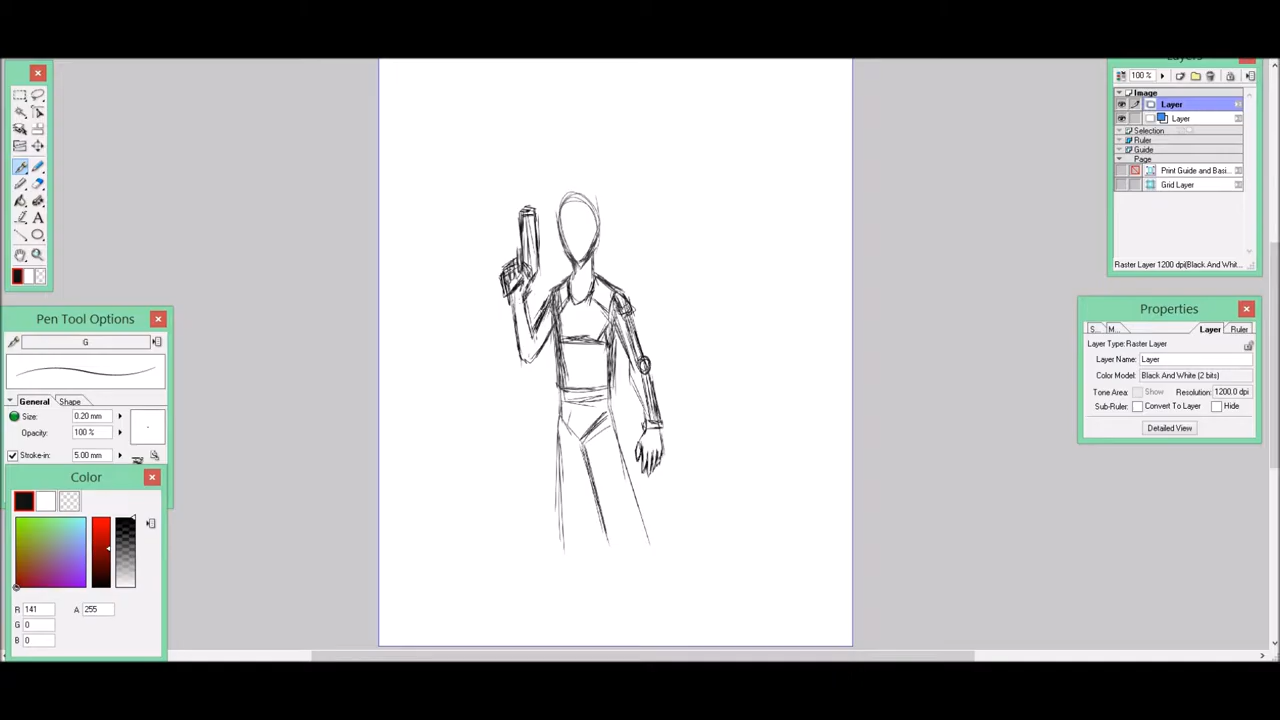 Layers
100 %
Image
Layer
Layer
Selection
Ruler
Guide
Page
Print Guide and Basi...
Grid Layer
Raster Layer 1200 dpi(Black And Whit...
A
Pen Tool Options
G
General Shape
Size: 0.20 mm
Opacity: 100 %
Stroke-in: 5.00 mm
Color
R 141 A 255
G 0
B 0
Properties
S... M... Layer Ruler
Layer Type: Raster Layer
Layer Name: Layer
Color Model: Black And White (2 bits)
Tone Area: Show Resolution: 1200.0 dpi
Sub-Ruler: Convert To Layer Hide
Detailed View